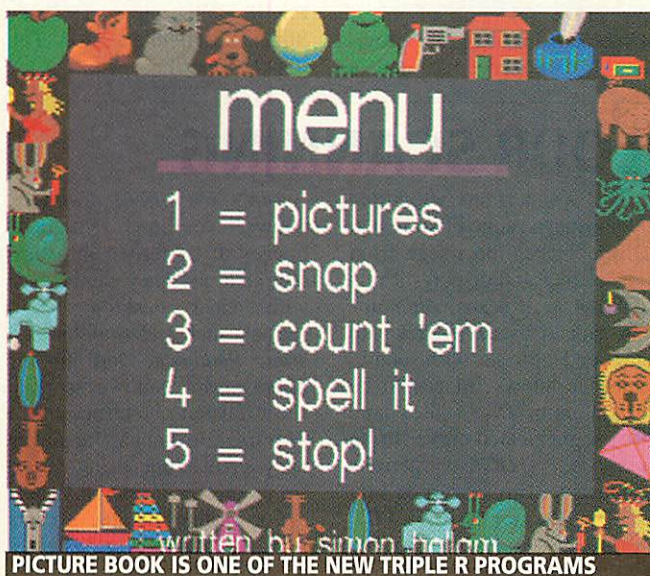 menu
1 = pictures
2 = snap
3 = count 'em
4 = spell it
5 = stop!
written by simon hallam
PICTURE BOOK IS ONE OF THE NEW TRIPLE R PROGRAMS